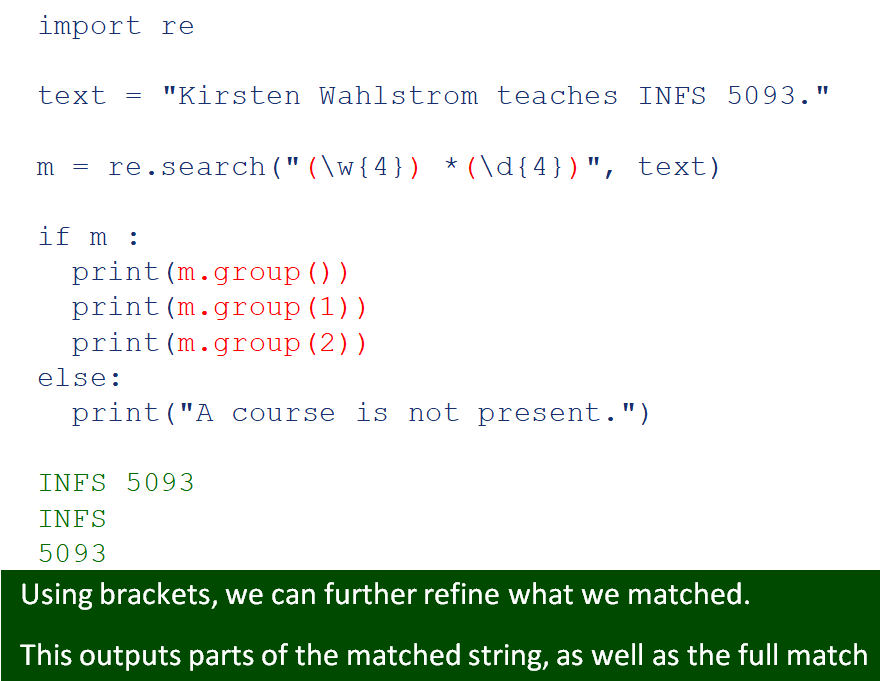 import re
text = "Kirsten Wahlstrom teaches INFS 5093."
m = re.search("(\w{4}) *(\d{4})", text)
if m :
  print(m.group())
  print(m.group(1))
  print(m.group(2))
else:
  print("A course is not present.")
INFS 5093
INFS
5093
Using brackets, we can further refine what we matched.
This outputs parts of the matched string, as well as the full match